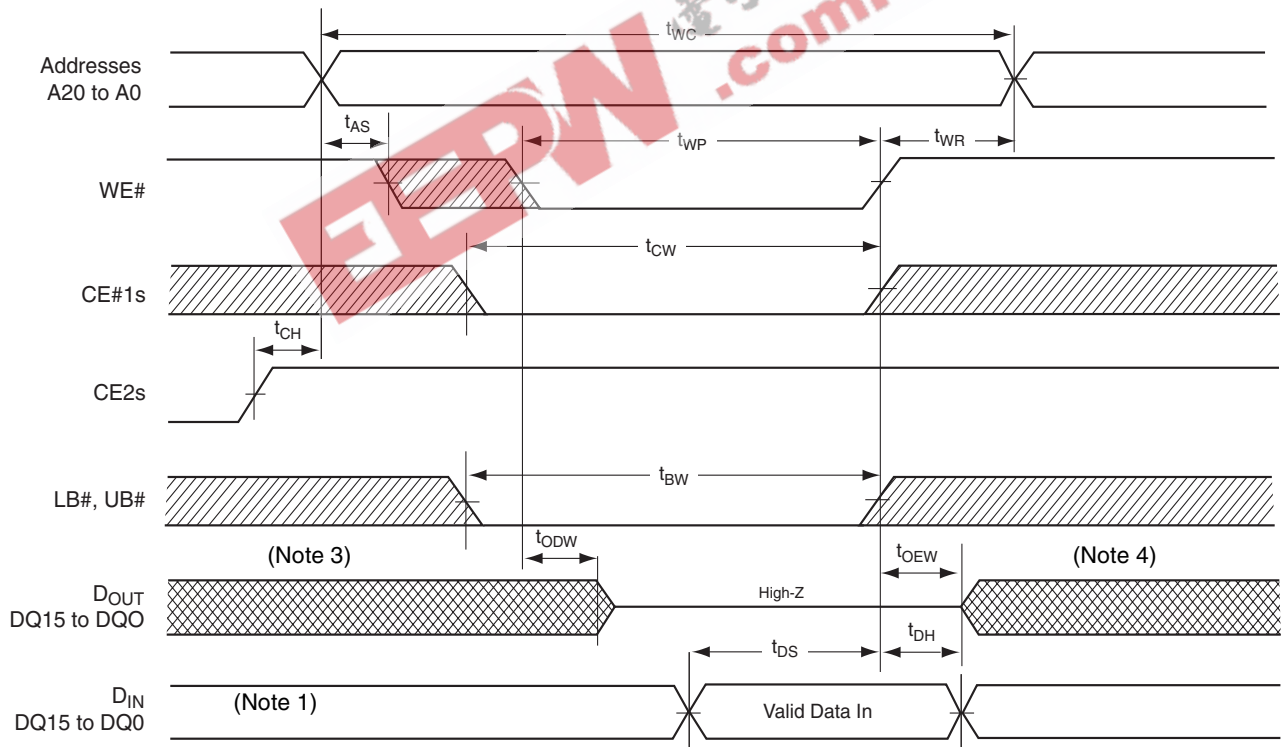 tWC
Addresses
A20 to A0
tAS
tWP
tWR
WE#
tCW
CE#1s
tCH
CE2s
tBW
LB#, UB#
tODW
tOEW
(Note 3)
(Note 4)
DOUT
DQ15 to DQO
High-Z
tDS
tDH
DIN
DQ15 to DQ0
(Note 1)
Valid Data In
EEPW
.com